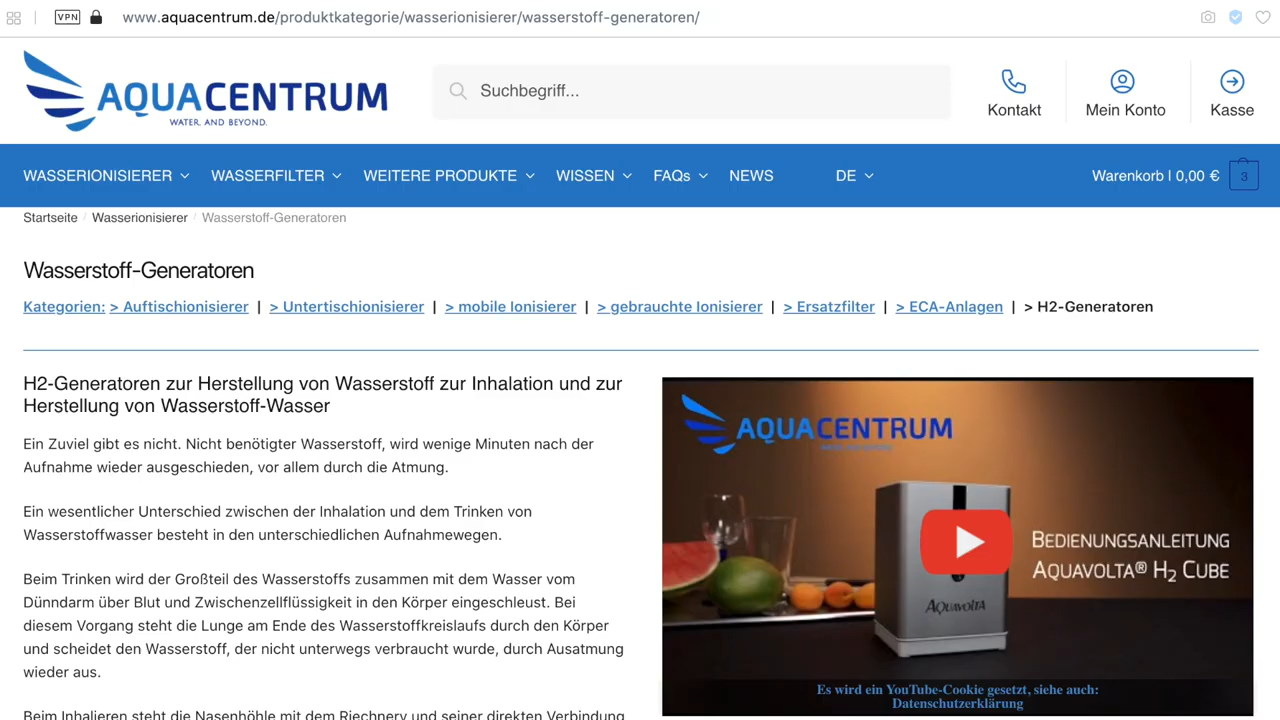 VPN
www.aquacentrum.de/produktkategorie/wasserionisierer/wasserstoff-generatoren/
AQUACENTRUM
WATER. AND BEYOND.
Suchbegriff...
Kontakt
Mein Konto
Kasse
WASSERIONISIERER WASSERFILTER WEITERE PRODUKTE WISSEN FAQs NEWS DE Warenkorb | 0,00 € 3
Startseite / Wasserionisierer / Wasserstoff-Generatoren
Wasserstoff-Generatoren
Kategorien: > Auftischionisierer | > Untertischionisierer | > mobile Ionisierer | > gebrauchte Ionisierer | > Ersatzfilter | > ECA-Anlagen | > H2-Generatoren
H2-Generatoren zur Herstellung von Wasserstoff zur Inhalation und zur
Herstellung von Wasserstoff-Wasser
Ein Zuviel gibt es nicht. Nicht benötigter Wasserstoff, wird wenige Minuten nach der
Aufnahme wieder ausgeschieden, vor allem durch die Atmung.
Ein wesentlicher Unterschied zwischen der Inhalation und dem Trinken von
Wasserstoffwasser besteht in den unterschiedlichen Aufnahmewegen.
Beim Trinken wird der Großteil des Wasserstoffs zusammen mit dem Wasser vom
Dünndarm über Blut und Zwischenzellflüssigkeit in den Körper eingeschleust. Bei
diesem Vorgang steht die Lunge am Ende des Wasserstoffkreislaufs durch den Körper
und scheidet den Wasserstoff, der nicht unterwegs verbraucht wurde, durch Ausatmung
wieder aus.
Beim Inhalieren steht die Nasenhöhle mit dem Riechnerv und seiner direkten Verbindung
AQUACENTRUM
BEDIENUNGSANLEITUNG
AQUAVOLTA® H2 CUBE
AQUAVOLTA
Es wird ein YouTube-Cookie gesetzt, siehe auch:
Datenschutzerklärung